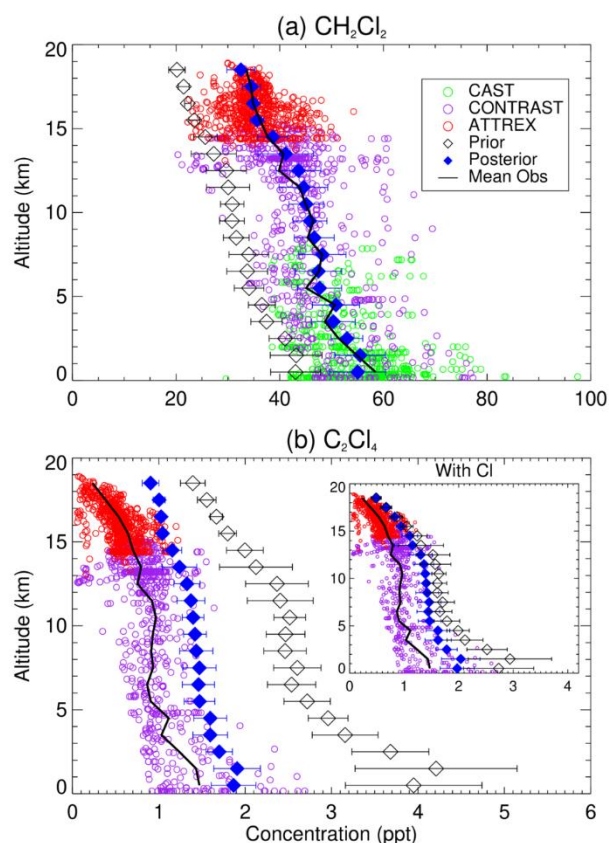 (a) CH₂Cl₂
20
15
10
5
0
Altitude (km)
CAST
CONTRAST
ATTREX
Prior
Posterior
Mean Obs
0 20 40 60 80 100
(b) C₂Cl₄
20
15
10
5
0
Altitude (km)
With Cl
20
15
10
5
0
0 1 2 3 4
0 1 2 3 4 5 6
Concentration (ppt)